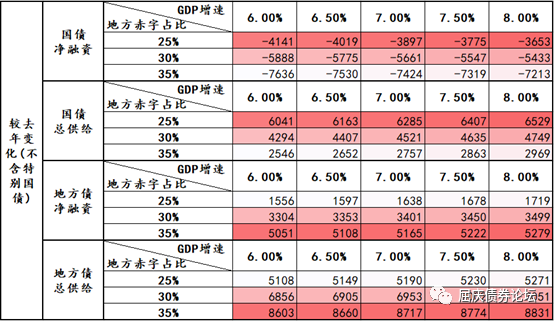 较去年变化(不含特别国债)
国债净融资
GDP增速 6.00% 6.50% 7.00% 7.50% 8.00%
地方赤字占比
25% -4141 -4019 -3897 -3775 -3653
30% -5888 -5775 -5661 -5547 -5433
35% -7636 -7530 -7424 -7319 -7213
国债总供给
GDP增速 6.00% 6.50% 7.00% 7.50% 8.00%
地方赤字占比
25% 6041 6163 6285 6407 6529
30% 4294 4407 4521 4635 4749
35% 2546 2652 2757 2863 2969
地方债净融资
GDP增速 6.00% 6.50% 7.00% 7.50% 8.00%
地方赤字占比
25% 1556 1597 1638 1678 1719
30% 3304 3353 3401 3450 3499
35% 5051 5108 5165 5222 5279
地方债总供给
GDP增速 6.00% 6.50% 7.00% 7.50% 8.00%
地方赤字占比
25% 5108 5149 5190 5230 5271
30% 6856 6905 6953
35% 8603 8660 8717 8774 8831
屈庆债券论坛